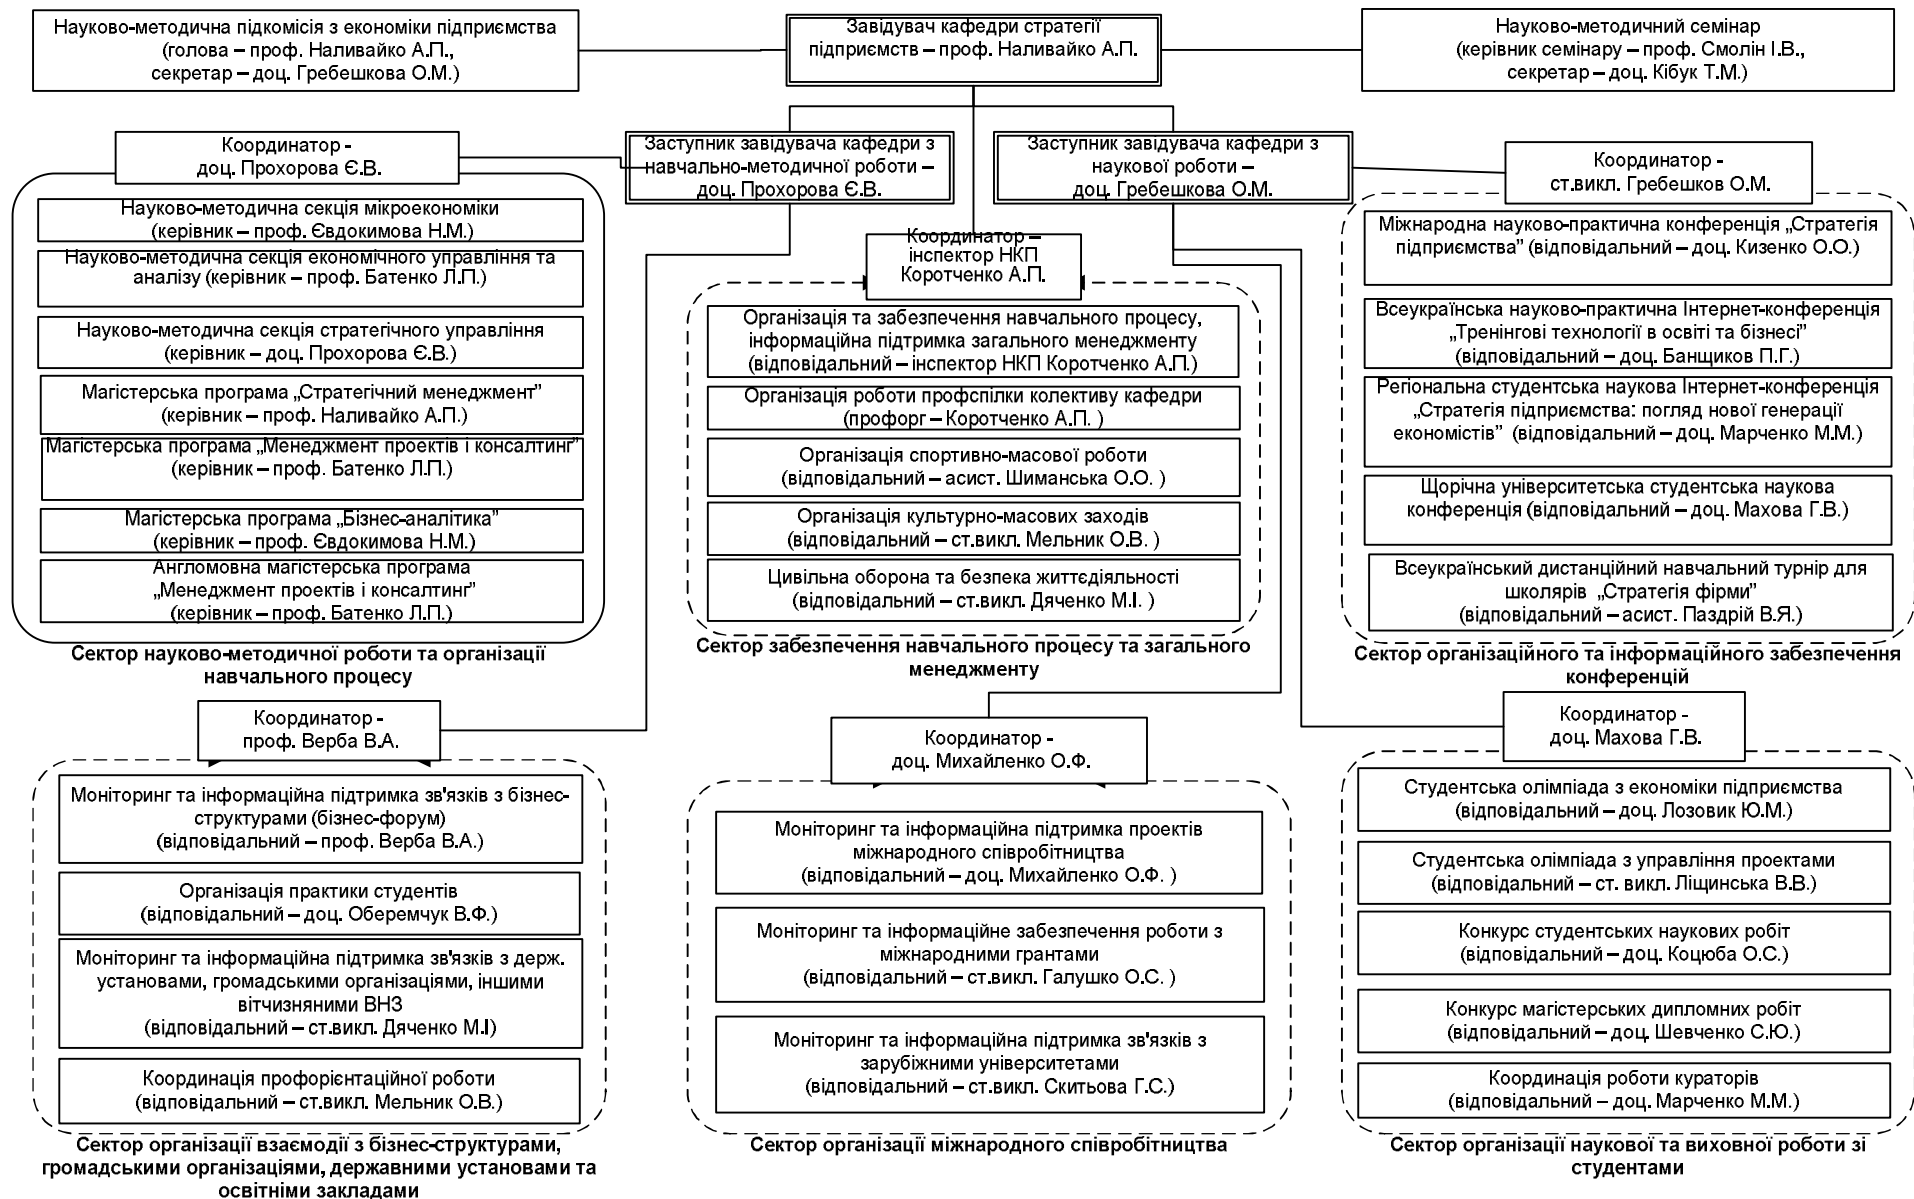 Науково-методична підкомісія з економіки підприємства
(голова – проф. Наливайко А.П.,
секретар – доц. Гребешкова О.М.)
Завідувач кафедри стратегії
підприємств – проф. Наливайко А.П.
Науково-методичний семінар
(керівник семінару – проф. Смолін І.В.,
секретар – доц. Кібук Т.М.)
Координатор -
доц. Прохорова Є.В.
Заступник завідувача кафедри з
навчально-методичної роботи –
доц. Прохорова Є.В.
Заступник завідувача кафедри з
наукової роботи –
доц. Гребешкова О.М.
Координатор -
ст.викл. Гребешков О.М.
Науково-методична секція мікроекономіки
(керівник – проф. Євдокимова Н.М.)
Науково-методична секція економічного управління та
аналізу (керівник – проф. Батенко Л.П.)
Науково-методична секція стратегічного управління
(керівник – доц. Прохорова Є.В.)
Магістерська програма „Стратегічний менеджмент”
(керівник – проф. Наливайко А.П.)
Магістерська програма „Менеджмент проектів і консалтинг”
(керівник – проф. Батенко Л.П.)
Магістерська програма „Бізнес-аналітика”
(керівник – проф. Євдокимова Н.М.)
Англомовна магістерська програма
„Менеджмент проектів і консалтинг”
(керівник – проф. Батенко Л.П.)
Сектор науково-методичної роботи та організації
навчального процесу
Координатор –
інспектор НКП
Коротченко А.П.
Організація та забезпечення навчального процесу,
інформаційна підтримка загального менеджменту
(відповідальний – інспектор НКП Коротченко А.П.)
Організація роботи профспілки колективу кафедри
(профорг – Коротченко А.П. )
Організація спортивно-масової роботи
(відповідальний – асист. Шиманська О.О. )
Організація культурно-масових заходів
(відповідальний – ст.викл. Мельник О.В. )
Цивільна оборона та безпека життєдіяльності
(відповідальний – ст.викл. Дяченко М.І. )
Сектор забезпечення навчального процесу та загального
менеджменту
Міжнародна науково-практична конференція „Стратегія
підприємства” (відповідальний – доц. Кизенко О.О.)
Всеукраїнська науково-практична Інтернет-конференція
„Тренінгові технології в освіті та бізнесі”
(відповідальний – доц. Банщиков П.Г.)
Регіональна студентська наукова Інтернет-конференція
„Стратегія підприємства: погляд нової генерації
економістів” (відповідальний – доц. Марченко М.М.)
Щорічна університетська студентська наукова
конференція (відповідальний – доц. Махова Г.В.)
Всеукраїнський дистанційний навчальний турнір для
школярів „Стратегія фірми”
(відповідальний – асист. Паздрій В.Я.)
Сектор організаційного та інформаційного забезпечення
конференцій
Координатор -
проф. Верба В.А.
Моніторинг та інформаційна підтримка зв'язків з бізнес-
структурами (бізнес-форум)
(відповідальний – проф. Верба В.А.)
Організація практики студентів
(відповідальний – доц. Оберемчук В.Ф.)
Моніторинг та інформаційна підтримка зв'язків з держ.
установами, громадськими організаціями, іншими
вітчизняними ВНЗ
(відповідальний – ст.викл. Дяченко М.І)
Координація профорієнтаційної роботи
(відповідальний – ст.викл. Мельник О.В.)
Сектор організації взаємодії з бізнес-структурами,
громадськими організаціями, державними установами та
освітніми закладами
Координатор -
доц. Михайленко О.Ф.
Моніторинг та інформаційна підтримка проектів
міжнародного співробітництва
(відповідальний – доц. Михайленко О.Ф. )
Моніторинг та інформаційне забезпечення роботи з
міжнародними грантами
(відповідальний – ст.викл. Галушко О.С. )
Моніторинг та інформаційна підтримка зв'язків з
зарубіжними університетами
(відповідальний – ст.викл. Скитьова Г.С.)
Сектор організації міжнародного співробітництва
Координатор -
доц. Махова Г.В.
Студентська олімпіада з економіки підприємства
(відповідальний – доц. Лозовик Ю.М.)
Студентська олімпіада з управління проектами
(відповідальний – ст. викл. Ліщинська В.В.)
Конкурс студентських наукових робіт
(відповідальний – доц. Коцюба О.С.)
Конкурс магістерських дипломних робіт
(відповідальний – доц. Шевченко С.Ю.)
Координація роботи кураторів
(відповідальний – доц. Марченко М.М.)
Сектор організації наукової та виховної роботи зі
студентами